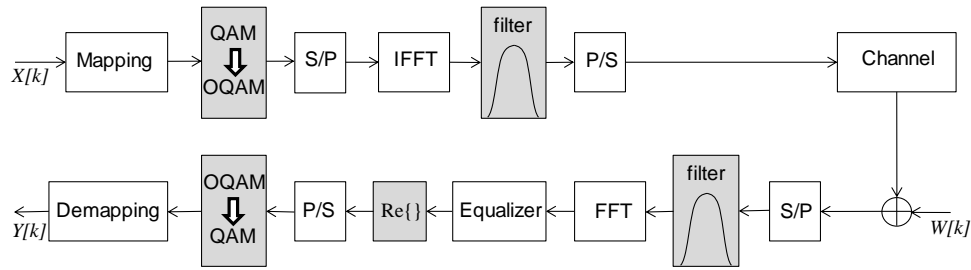 X[k]
Mapping
QAM
OQAM
S/P
IFFT
filter
P/S
Channel
Y[k]
Demapping
OQAM
QAM
P/S
Re{}
Equalizer
FFT
filter
S/P
W[k]